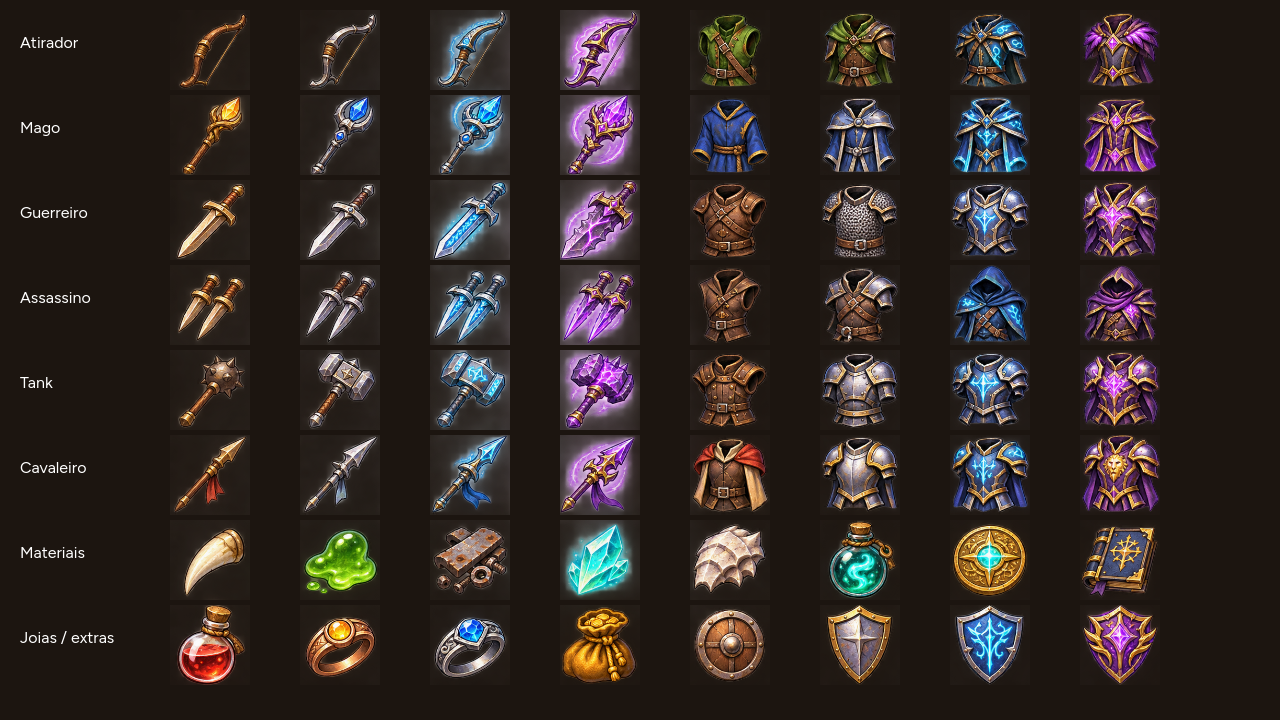 Atirador
Mago
Guerreiro
Assassino
Tank
Cavaleiro
Materiais
Joias / extras